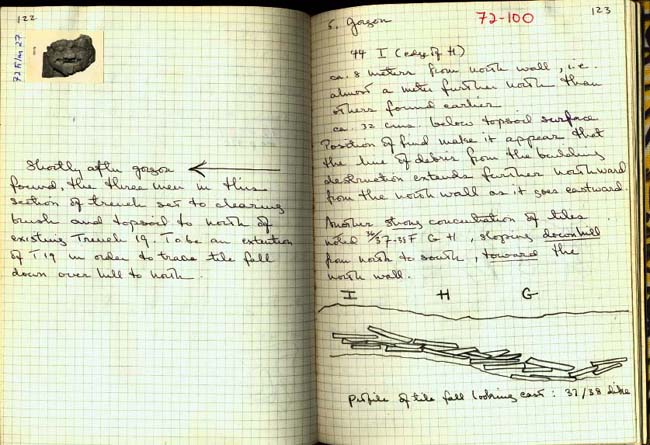 122
72 F/m 27
Shortly after gorgon
found, the three men in this
section of trench set to clearing
brush and topsoil to north of
existing Trench 19. To be an extention
of T 19 in order to trace tile fall
down over hill to north.
123
5. Gorgon
72-100
44 I (edge of H)
ca. 8 meters from north wall, i.e.
almost a meter further north than
others found earlier
ca. 32 cms. below topsoil surface
Position of find make it appear that
the line of debris from the building
destruction extends further northward
from the north wall as it goes eastward
Another strong concentration of tiles
noted 36/37-38 F G H, sloping downhill
from north to south, toward the
north wall.
I H G
profile of tile fall looking east: 37/38 line